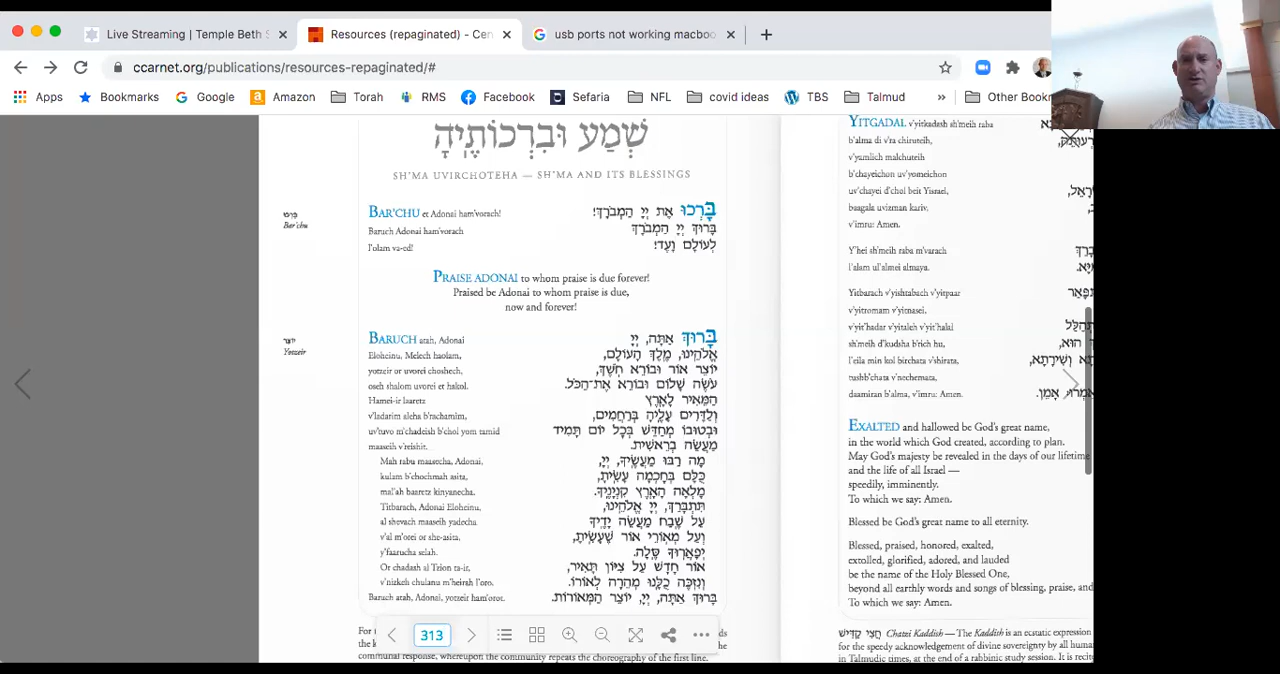 Live Streaming | Temple Beth S
Resources (repaginated) - Cen
usb ports not working macboo
ccarnet.org/publications/resources-repaginated/#
Apps
Bookmarks
Google
Amazon
Torah
RMS
Facebook
Sefaria
NFL
covid ideas
TBS
Talmud
»
Other Bookm
שְׁמַע וּבִרְכוֹתֶֽיהָ
SH'MA UVIRCHOTEHA — SH'MA AND ITS BLESSINGS
בָּרְכוּ
Bar'chu
BAR'CHU et Adonai ham'vorach!
Baruch Adonai ham'vorach
l'olam va-ed!
בָּרְכוּ אֶת יְיָ הַמְבֹרָךְ!
בָּרוּךְ יְיָ הַמְבֹרָךְ
לְעוֹלָם וָעֶד!
PRAISE ADONAI to whom praise is due forever!
Praised be Adonai to whom praise is due,
now and forever!
יוֹצֵר
Yotzeir
BARUCH atah, Adonai
Eloheinu, Melech haolam,
yotzeir or uvorei choshech,
oseh shalom uvorei et hakol.
Hamei-ir laaretz
v'ladarim aleha b'rachamim,
uv'tuvo m'chadeish b'chol yom tamid
maaseih v'reishit.
Mah rabu maasecha, Adonai,
kulam b'chochmah asita,
mal'ah haaretz kinyanecha.
Titbarach, Adonai Eloheinu,
al shevach maaseih yadecha
v'al m'orei or she-asita,
y'faarucha selah.
Or chadash al Tzion ta-ir,
v'nizkeh chulanu m'heirah l'oro.
Baruch atah, Adonai, yotzeir ham'orot.
בָּרוּךְ אַתָּה, יְיָ
אֱלֹהֵֽינוּ, מֶֽלֶךְ הָעוֹלָם,
יוֹצֵר אוֹר וּבוֹרֵא חֹֽשֶׁךְ,
עֹשֶׂה שָׁלוֹם וּבוֹרֵא אֶת־הַכֹּל.
הַמֵּאִיר לָאָֽרֶץ
וְלַדָּרִים עָלֶֽיהָ בְּרַחֲמִים,
וּבְטוּבוֹ מְחַדֵּשׁ בְּכָל יוֹם תָּמִיד
מַעֲשֵׂה בְרֵאשִׁית.
מָה רַבּוּ מַעֲשֶֽׂיךָ, יְיָ,
כֻּלָּם בְּחָכְמָה עָשִֽׂיתָ,
מָלְאָה הָאָֽרֶץ קִנְיָנֶֽיךָ.
תִּתְבָּרַךְ, יְיָ אֱלֹהֵֽינוּ,
עַל שֶֽׁבַח מַעֲשֵׂה יָדֶֽיךָ
וְעַל מְאֽוֹרֵי אוֹר שֶׁעָשִֽׂיתָ,
יְפָאֲרֽוּךָ סֶּֽלָה.
אוֹר חָדָשׁ עַל צִיּוֹן תָּאִיר,
וְנִזְכֶּה כֻלָּֽנוּ מְהֵרָה לְאוֹרוֹ.
בָּרוּךְ אַתָּה, יְיָ, יוֹצֵר הַמְּאוֹרוֹת.
313
communal response, whereupon the community repeats the choreography of the first line.
YITGADAL v'yitkadash sh'meih raba
b'alma di v'ra chiruteih,
v'yamlich malchuteih
b'chayeichon uv'yomeichon
uv'chayei d'chol beit Yisrael,
baagala uvizman kariv,
v'imru: Amen.
Y'hei sh'meih raba m'varach
l'alam ul'almei almaya.
Yitbarach v'yishtabach v'yitpaar
v'yitromam v'yitnasei,
v'yit'hadar v'yitaleh v'yit'halal
sh'meih d'kudsha b'rich hu,
l'eila min kol birchata v'shirata,
tushb'chata v'nechemata,
daamiran b'alma, v'imru: Amen.
EXALTED and hallowed be God's great name,
in the world which God created, according to plan.
May God's majesty be revealed in the days of our lifetime
and the life of all Israel —
speedily, imminently.
To which we say: Amen.
Blessed be God's great name to all eternity.
Blessed, praised, honored, exalted,
extolled, glorified, adored, and lauded
be the name of the Holy Blessed One,
beyond all earthly words and songs of blessing, praise, and
To which we say: Amen.
חֲצִי קַדִּישׁ Chatzi Kaddish — The Kaddish is an ecstatic expression
for the speedy acknowledgement of divine sovereignty by all human
in Talmudic times, at the end of a rabbinic study session. It is recit